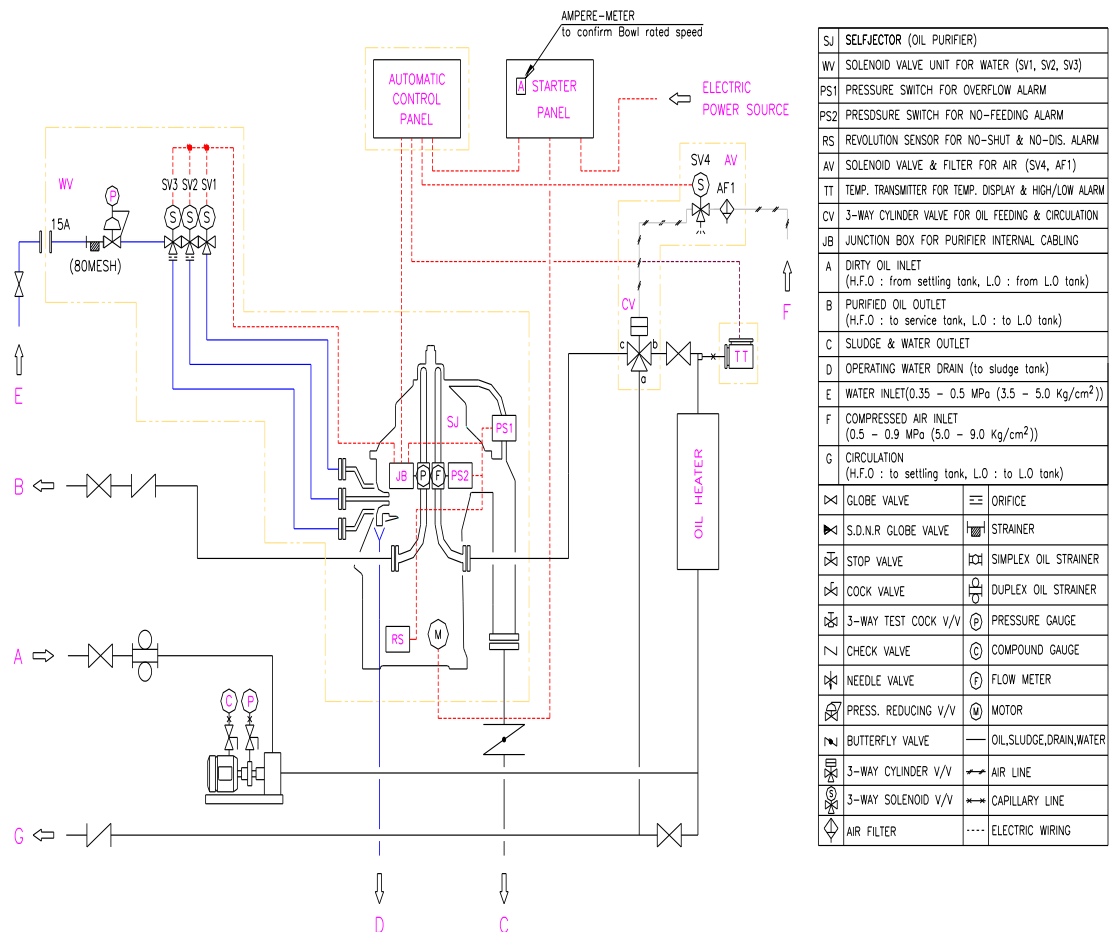 AMPERE-METER
to confirm Bowl rated speed
AUTOMATIC
CONTROL
PANEL
A STARTER
PANEL
ELECTRIC
POWER SOURCE
SV4 AV
S
AF1
WV
P
SV3 SV2 SV1
S S S
15A
(80MESH)
E
F
CV
c b
a
TT
SJ
PS1
JB P F PS2
OIL HEATER
B
RS
M
A
C P
G
D
C
SJ SELFJECTOR (OIL PURIFIER)
WV SOLENOID VALVE UNIT FOR WATER (SV1, SV2, SV3)
PS1 PRESSURE SWITCH FOR OVERFLOW ALARM
PS2 PRESDSURE SWITCH FOR NO-FEEDING ALARM
RS REVOLUTION SENSOR FOR NO-SHUT & NO-DIS. ALARM
AV SOLENOID VALVE & FILTER FOR AIR (SV4, AF1)
TT TEMP. TRANSMITTER FOR TEMP. DISPLAY & HIGH/LOW ALARM
CV 3-WAY CYLINDER VALVE FOR OIL FEEDING & CIRCULATION
JB JUNCTION BOX FOR PURIFIER INTERNAL CABLING
A DIRTY OIL INLET
(H.F.O : from settling tank, L.O : from L.O tank)
B PURIFIED OIL OUTLET
(H.F.O : to service tank, L.O : to L.O tank)
C SLUDGE & WATER OUTLET
D OPERATING WATER DRAIN (to sludge tank)
E WATER INLET(0.35 - 0.5 MPa (3.5 - 5.0 Kg/cm²))
F COMPRESSED AIR INLET
(0.5 - 0.9 MPa (5.0 - 9.0 Kg/cm²))
G CIRCULATION
(H.F.O : to settling tank, L.O : to L.O tank)
GLOBE VALVE ORIFICE
S.D.N.R GLOBE VALVE STRAINER
STOP VALVE SIMPLEX OIL STRAINER
COCK VALVE DUPLEX OIL STRAINER
3-WAY TEST COCK V/V P PRESSURE GAUGE
CHECK VALVE C COMPOUND GAUGE
NEEDLE VALVE F FLOW METER
PRESS. REDUCING V/V M MOTOR
BUTTERFLY VALVE OIL,SLUDGE,DRAIN,WATER
3-WAY CYLINDER V/V AIR LINE
S 3-WAY SOLENOID V/V CAPILLARY LINE
AIR FILTER ELECTRIC WIRING